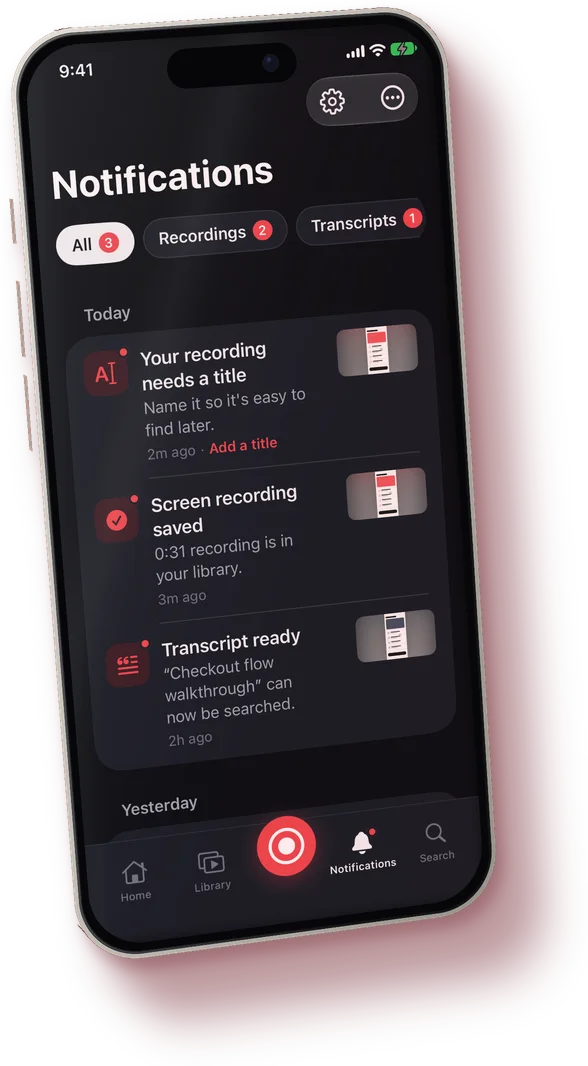 9:41
Notifications
All 3
Recordings 2
Transcripts 1
Today
A
Your recording
needs a title
Name it so it's easy to
find later.
2m ago · Add a title
Screen recording
saved
0:31 recording is in
your library.
3m ago
Transcript ready
“Checkout flow
walkthrough” can
now be searched.
2h ago
Yesterday
Home
Library
Notifications
Search